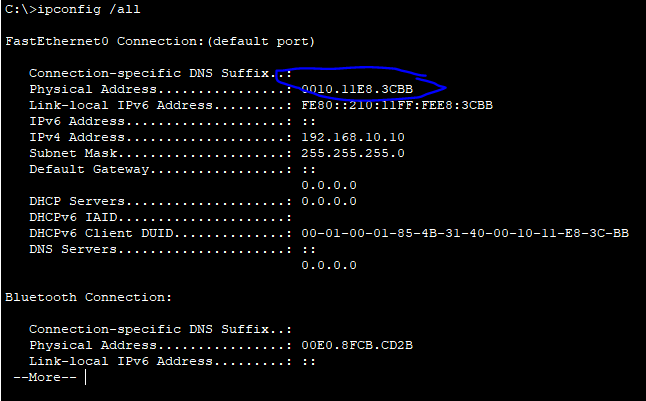 C:\>ipconfig /all
FastEthernet0 Connection:(default port)
Connection-specific DNS Suffix..:
Physical Address................: 0010.11E8.3CBB
Link-local IPv6 Address.........: FE80::210:11FF:FEE8:3CBB
IPv6 Address....................: ::
IPv4 Address....................: 192.168.10.10
Subnet Mask.....................: 255.255.255.0
Default Gateway.................: ::
0.0.0.0
DHCP Servers....................: 0.0.0.0
DHCPv6 IAID.....................:
DHCPv6 Client DUID..............: 00-01-00-01-85-4B-31-40-00-10-11-E8-3C-BB
DNS Servers.....................: ::
0.0.0.0
Bluetooth Connection:
Connection-specific DNS Suffix..:
Physical Address................: 00E0.8FCB.CD2B
Link-local IPv6 Address.........: ::
--More--